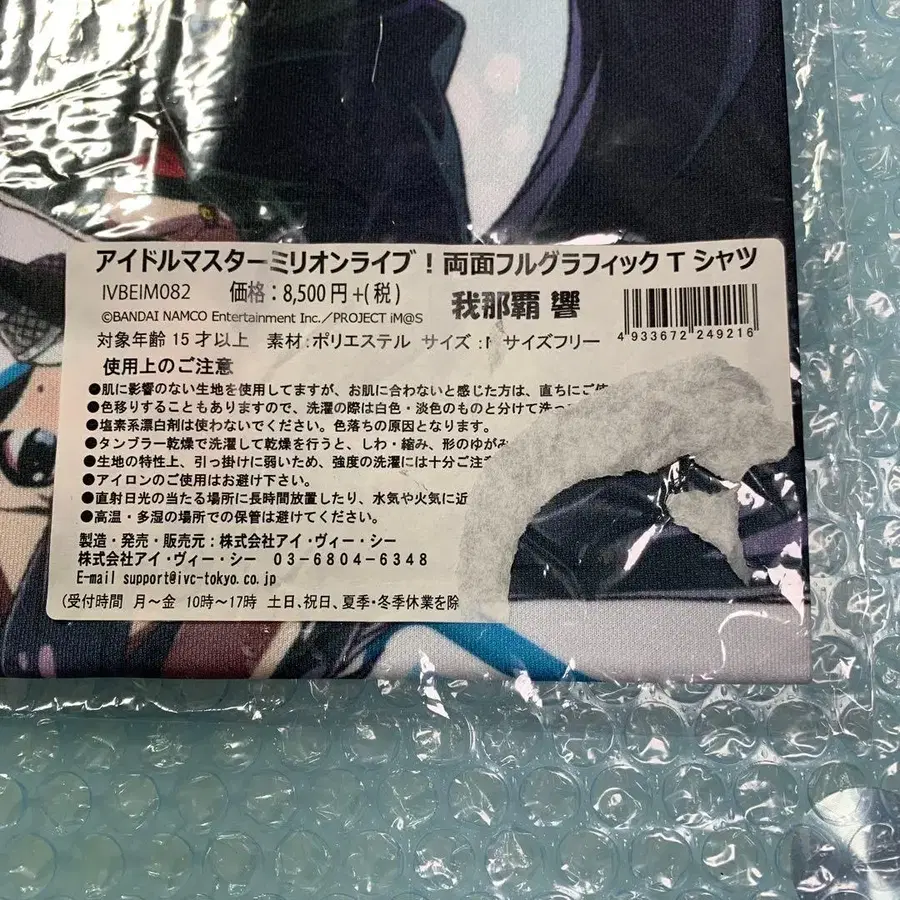 アイドルマスターミリオンライブ！両面フルグラフィック T シャツ
IVBEIM082 価格：8,500円+(税) 我那覇 響
©BANDAI NAMCO Entertainment Inc.／PROJECT iM@S
4 933672 249216
対象年齢 15 才以上 素材：ポリエステル サイズ： サイズフリー
使用上のご注意
●肌に影響のない生地を使用してますが、お肌に合わないと感じた方は、直ちにご使
●色移りすることもありますので、洗濯の際は白色・淡色のものと分けて洗っ
●塩素系漂白剤は使わないでください。色落ちの原因となります。
●タンブラー乾燥で洗濯して乾燥を行うと、しわ・縮み、形のゆがみ
●生地の特性上、引っ掛けに弱いため、強度の洗濯には十分ご注意
●アイロンのご使用はお避け下さい。
●直射日光の当たる場所に長時間放置したり、水気や火気に近
●高温・多湿の場所での保管は避けてください。
製造・発売・販売元：株式会社アイ・ヴィー・シー
株式会社アイ・ヴィー・シー 03-6804-6348
E-mail support@ivc-tokyo.co.jp
(受付時間 月～金 10時～17時 土日、祝日、夏季・冬季休業を除